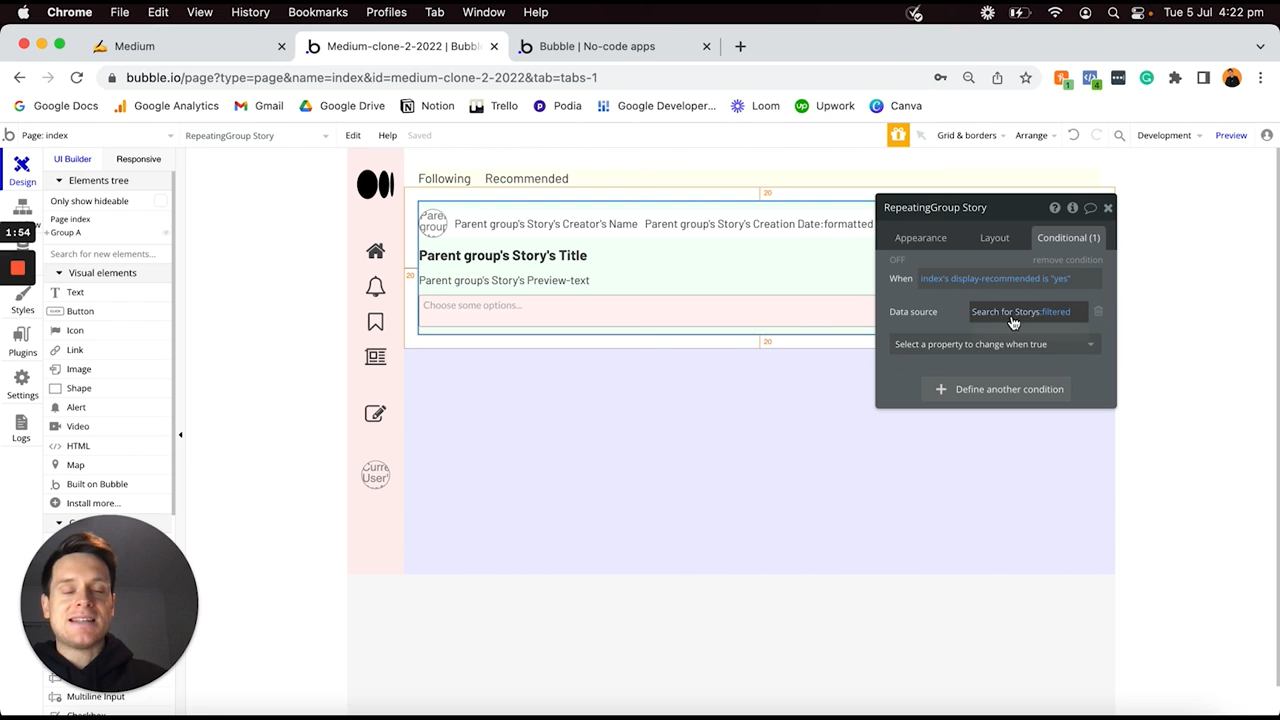 Chrome File Edit View History Bookmarks Profiles Tab Window Help Tue 5 Jul 4:22 pm
Medium
Medium-clone-2-2022 | Bubbl
Bubble | No-code apps
bubble.io/page?type=page&name=index&id=medium-clone-2-2022&tab=tabs-1
1
4
Google Docs Google Analytics Gmail Google Drive Notion Trello Podia Google Developer... Loom Upwork Canva
Page: index RepeatingGroup Story Edit Help Saved Grid & borders Arrange Development Preview
Design
1:54
Styles
Plugins
Settings
Logs
UI Builder Responsive
Elements tree
Only show hideable
Page index
Group A
Search for new elements...
Visual elements
Text
CLICK Button
Icon
Link
Image
Shape
Alert
Video
</> HTML
Map
Built on Bubble
Install more...
Multiline Input
Following Recommended
20
Parent group's Story's Creator's Name Parent group's Story's Creation Date:formatted
Parent group's Story's Title
20
Parent group's Story's Preview-text
Choose some options...
20
RepeatingGroup Story
Appearance Layout Conditional (1)
OFF remove condition
When index's display-recommended is "yes"
Data source Search for Storys:filtered
Select a property to change when true
Define another condition